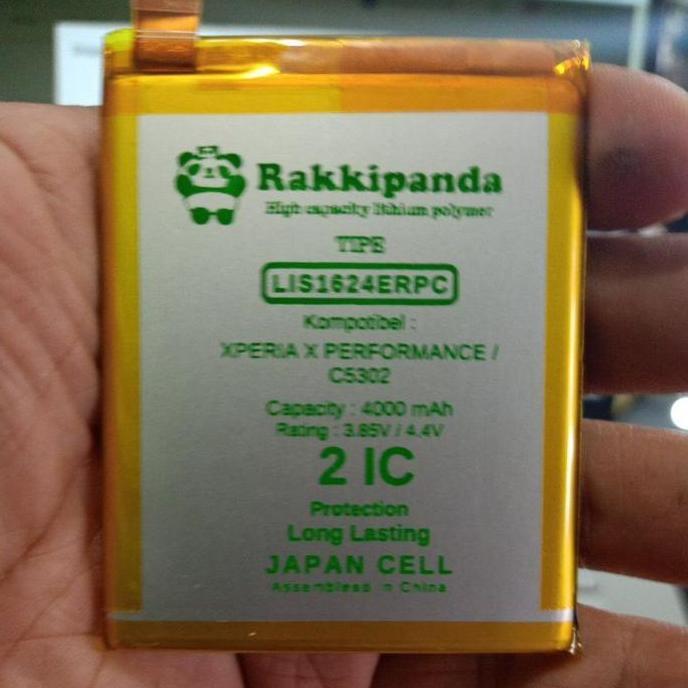 Rakkipanda
High capacity lithium polymer
TIPE
LIS1624ERPC
Kompatibel :
XPERIA X PERFORMANCE /
C5302
Capacity : 4000 mAh
Rating : 3.85V / 4.4V
2 IC
Protection
Long Lasting
JAPAN CELL
Assembled in China